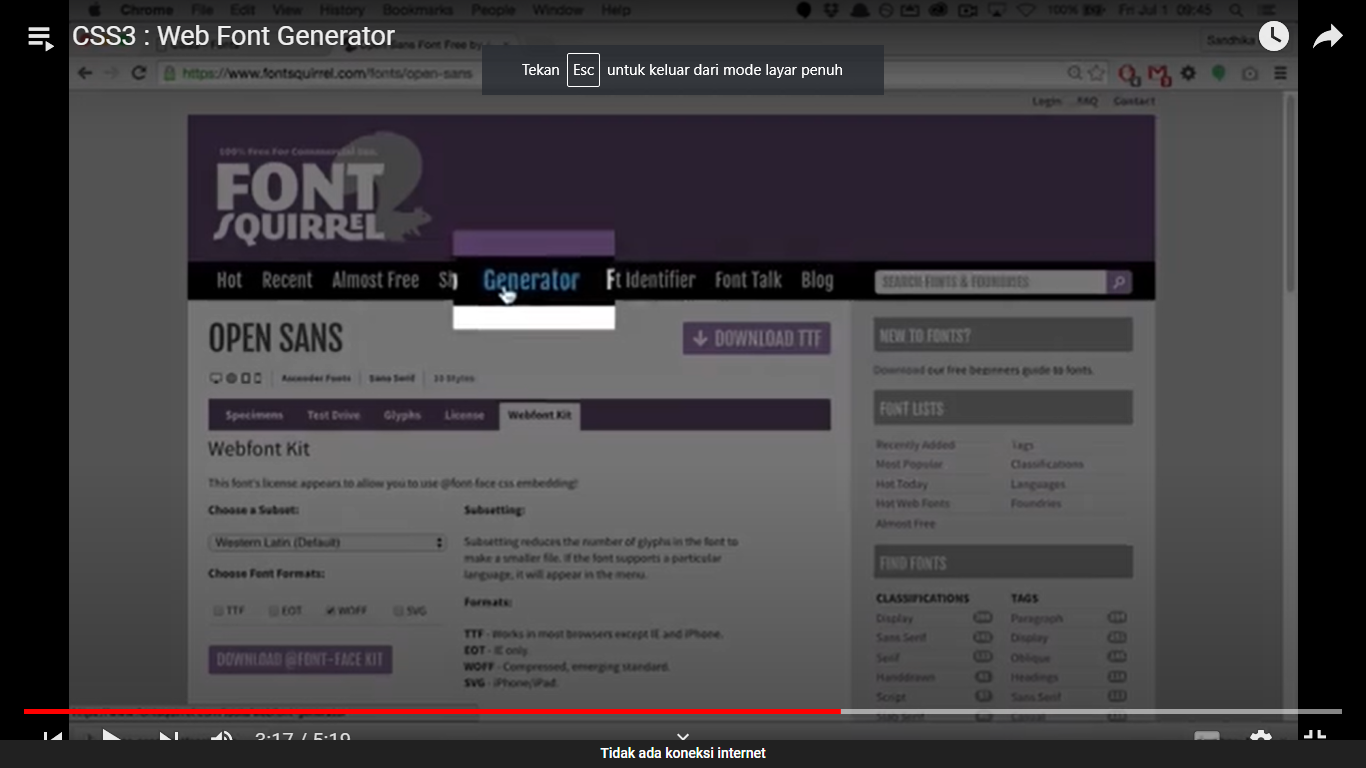 Chrome File Edit View History Bookmarks People Window Help 100% Fri Jul 1 09:45
CSS3 : Web Font Generator
Sans Font Free by
Sandhika
Tekan Esc untuk keluar dari mode layar penuh
https://www.fontsquirrel.com/fonts/open-sans
Login FAQ Contact
100% Free For Commercial Use.
FONT
SQUIRREL
Hot Recent Almost Free Generator Identifier Font Talk Blog SEARCH FONTS & FOUNDRIES
OPEN SANS
DOWNLOAD TTF
Ascender Fonts Sans Serif 10 Styles
Specimens Test Drive Glyphs License Webfont Kit
Webfont Kit
This font's license appears to allow you to use @font-face css embedding!
Choose a Subset:
Western Latin (Default)
Choose Font Formats:
TTF EOT WOFF SVG
DOWNLOAD @FONT-FACE KIT
Subsetting:
Subsetting reduces the number of glyphs in the font to
make a smaller file. If the font supports a particular
language, it will appear in the menu.
Formats:
TTF - Works in most browsers except IE and iPhone.
EOT - IE only.
WOFF - Compressed, emerging standard.
SVG - iPhone/iPad.
NEW TO FONTS?
Download our free beginners guide to fonts.
FONT LISTS
Recently Added Tags
Most Popular Classifications
Hot Today Languages
Hot Web Fonts Foundries
Almost Free
FIND FONTS
CLASSIFICATIONS TAGS
Display Paragraph
Sans Serif Display
Serif Oblique
Handdrawn Headings
Script Sans Serif
Slab Serif Casual
3:17 / 5:19
Tidak ada koneksi internet